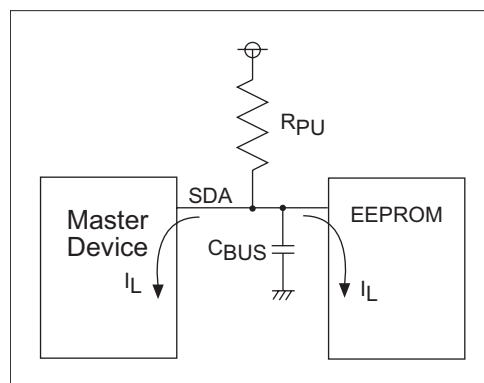 RPU
SDA
Master
Device
EEPROM
CBUS
IL
IL